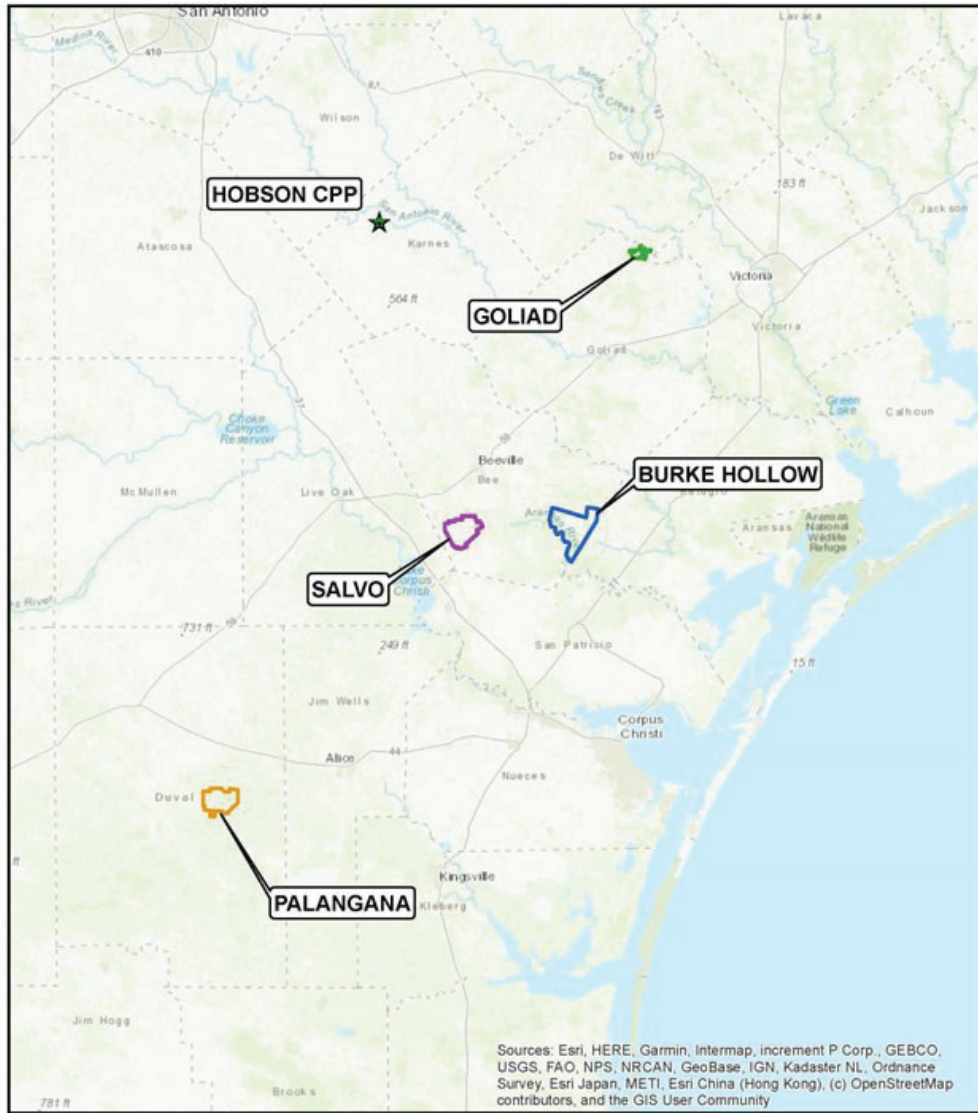 San Antonio
Lavaca
Medina River
410
87
Sandies
Creek
183
Wilson
De Witt
183 ft
HOBSON CPP
San Antonio
River
Jackson
Atascosa
Karnes
Victoria
564 ft
GOLIAD
Victoria
Goliad
37
Green
Lake
Calhoun
Choke
Canyon
Reservoir
Beeville
Bee
BURKE HOLLOW
McMullen
Live Oak
Refugio
Aransas
Aransas
National
Wildlife
Refuge
SALVO
Corpus
Christi
River
731 ft
249 ft
San Patricio
15 ft
Jim Wells
Corpus
Christi
Alice
44
Nueces
Duval
ft
Kingsville
PALANGANA
Kleberg
Jim Hogg
Brooks
781 ft
Sources: Esri, HERE, Garmin, Intermap, increment P Corp., GEBCO,
USGS, FAO, NPS, NRCAN, GeoBase, IGN, Kadaster NL, Ordnance
Survey, Esri Japan, METI, Esri China (Hong Kong), (c) OpenStreetMap
contributors, and the GIS User Community